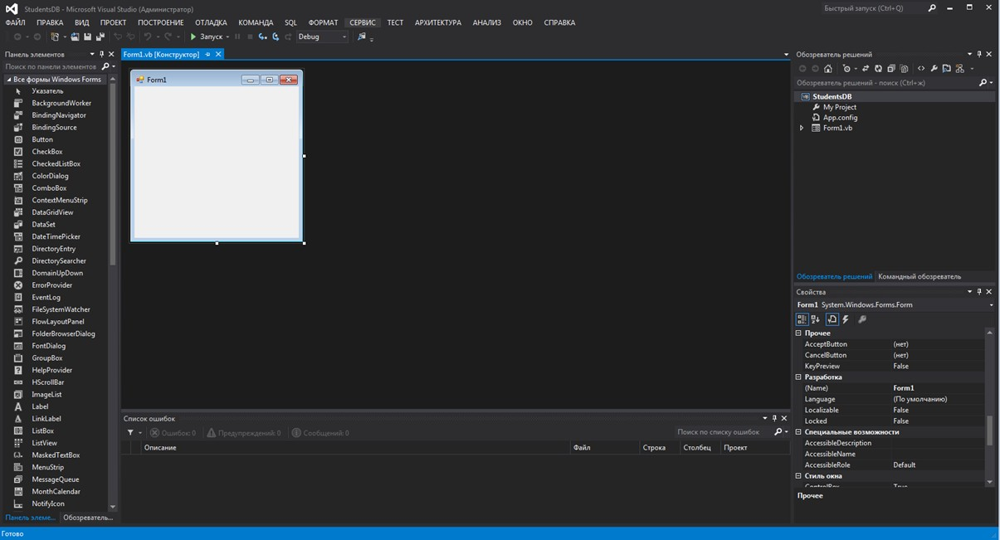 StudentsDB - Microsoft Visual Studio (Администратор)
Быстрый запуск (Ctrl+Q)
ФАЙЛ ПРАВКА ВИД ПРОЕКТ ПОСТРОЕНИЕ ОТЛАДКА КОМАНДА SQL ФОРМАТ СЕРВИС ТЕСТ АРХИТЕКТУРА АНАЛИЗ ОКНО СПРАВКА
Запуск Debug
Панель элементов
Поиск по панели элементов
Все формы Windows Forms
Указатель
BackgroundWorker
BindingNavigator
BindingSource
Button
CheckBox
CheckedListBox
ColorDialog
ComboBox
ContextMenuStrip
DataGridView
DataSet
DateTimePicker
DirectoryEntry
DirectorySearcher
DomainUpDown
ErrorProvider
EventLog
FileSystemWatcher
FlowLayoutPanel
FolderBrowserDialog
FontDialog
GroupBox
HelpProvider
HScrollBar
ImageList
Label
LinkLabel
ListBox
ListView
MaskedTextBox
MenuStrip
MessageQueue
MonthCalendar
NotifyIcon
Панель элеме... Обозреватель...
Form1.vb [Конструктор]
Form1
Список ошибок
Ошибок: 0 Предупреждений: 0 Сообщений: 0 Поиск по списку ошибок
Описание Файл Строка Столбец Проект
Обозреватель решений
Обозреватель решений - поиск (Ctrl+ж)
StudentsDB
My Project
App.config
Form1.vb
Обозреватель решений Командный обозреватель
Свойства
Form1 System.Windows.Forms.Form
Прочее
AcceptButton (нет)
CancelButton (нет)
KeyPreview False
Разработка
(Name) Form1
Language (По умолчанию)
Localizable False
Locked False
Специальные возможности
AccessibleDescription
AccessibleName
AccessibleRole Default
Стиль окна
ControlBox True
Прочее
Готово